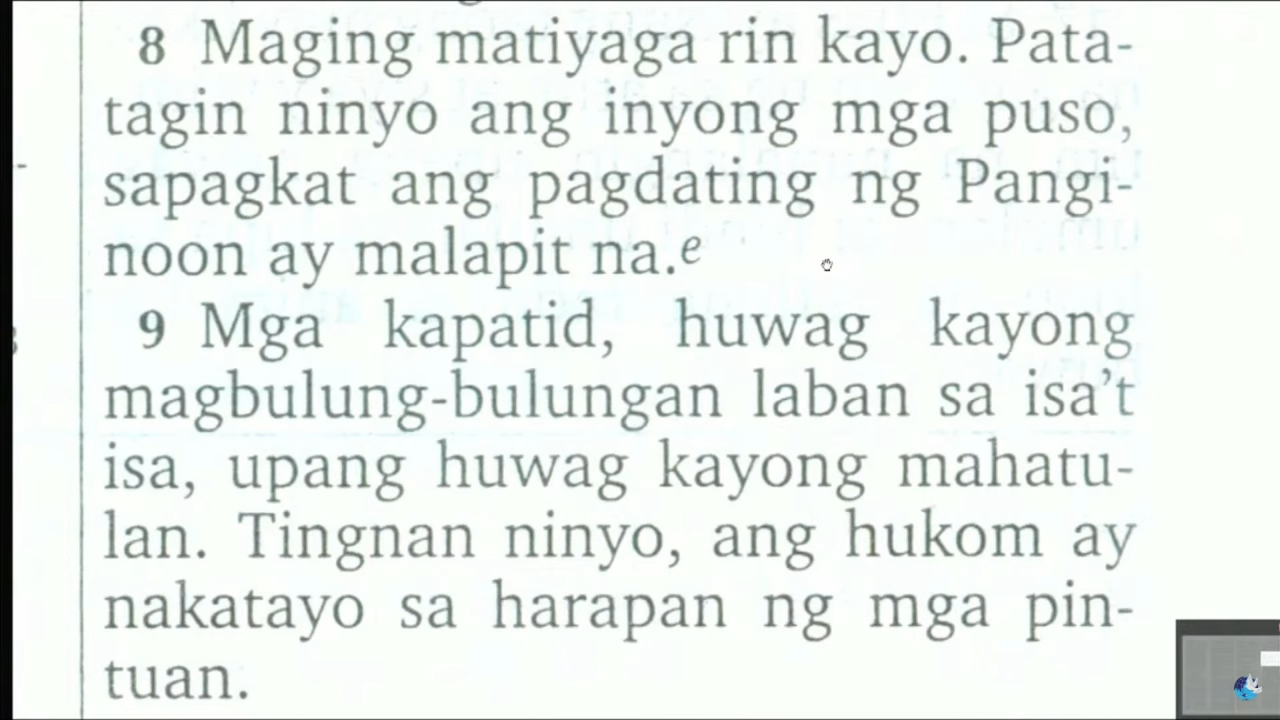 8 Maging matiyaga rin kayo. Pata-
tagin ninyo ang inyong mga puso,
sapagkat ang pagdating ng Pangi-
noon ay malapit na.e
9 Mga kapatid, huwag kayong
magbulung-bulungan laban sa isa’t
isa, upang huwag kayong mahatu-
lan. Tingnan ninyo, ang hukom ay
nakatayo sa harapan ng mga pin-
tuan.